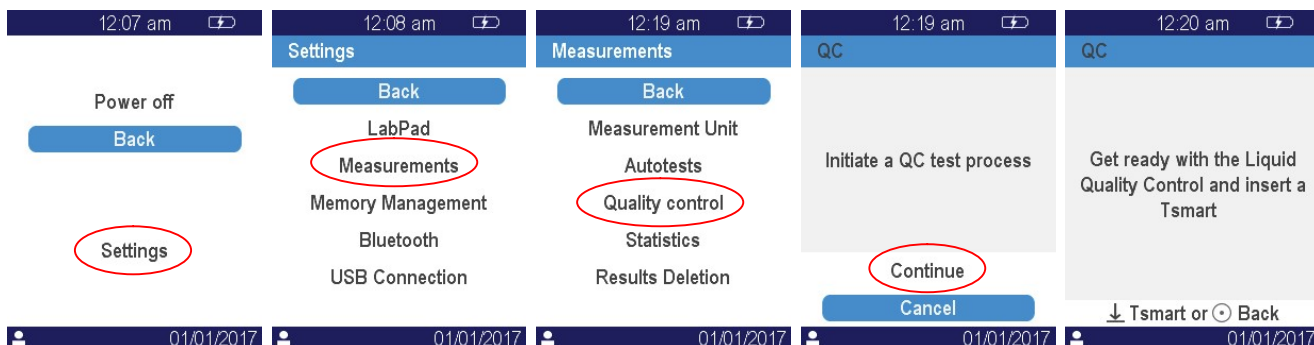 12:07 am
Power off
Back
Settings
01/01/2017
12:08 am
Settings
Back
LabPad
Measurements
Memory Management
Bluetooth
USB Connection
01/01/2017
12:19 am
Measurements
Back
Measurement Unit
Autotests
Quality control
Statistics
Results Deletion
01/01/2017
12:19 am
QC
Initiate a QC test process
Continue
Cancel
01/01/2017
12:20 am
QC
Get ready with the Liquid
Quality Control and insert a
Tsmart
Tsmart or Back
01/01/2017